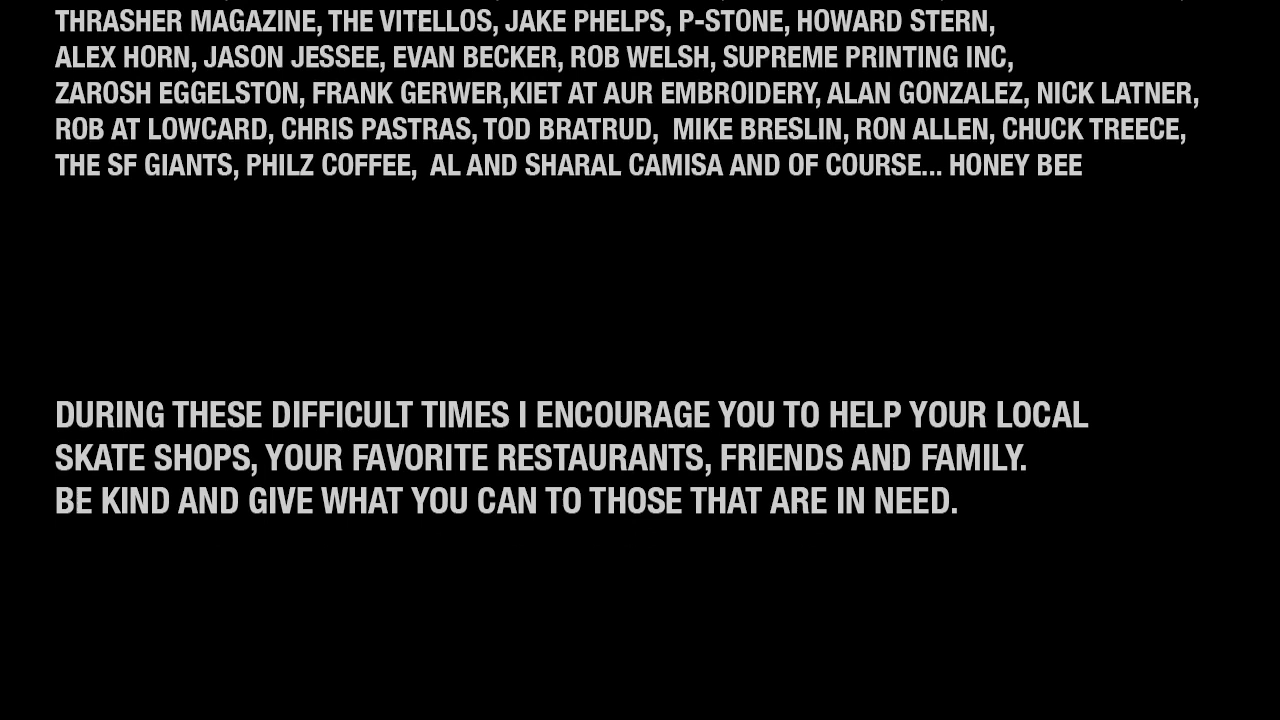 THRASHER MAGAZINE, THE VITELLOS, JAKE PHELPS, P-STONE, HOWARD STERN,
ALEX HORN, JASON JESSEE, EVAN BECKER, ROB WELSH, SUPREME PRINTING INC,
ZAROSH EGGELSTON, FRANK GERWER,KIET AT AUR EMBROIDERY, ALAN GONZALEZ, NICK LATNER,
ROB AT LOWCARD, CHRIS PASTRAS, TOD BRATRUD,  MIKE BRESLIN, RON ALLEN, CHUCK TREECE,
THE SF GIANTS, PHILZ COFFEE,  AL AND SHARAL CAMISA AND OF COURSE... HONEY BEE
DURING THESE DIFFICULT TIMES I ENCOURAGE YOU TO HELP YOUR LOCAL
SKATE SHOPS, YOUR FAVORITE RESTAURANTS, FRIENDS AND FAMILY.
BE KIND AND GIVE WHAT YOU CAN TO THOSE THAT ARE IN NEED.